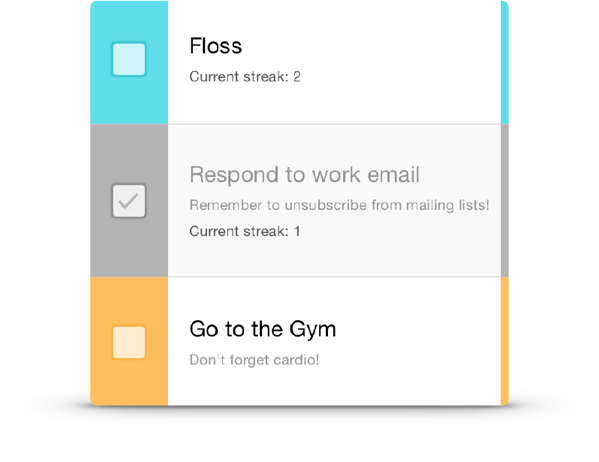 Floss
Current streak: 2
Respond to work email
Remember to unsubscribe from mailing lists!
Current streak: 1
Go to the Gym
Don't forget cardio!